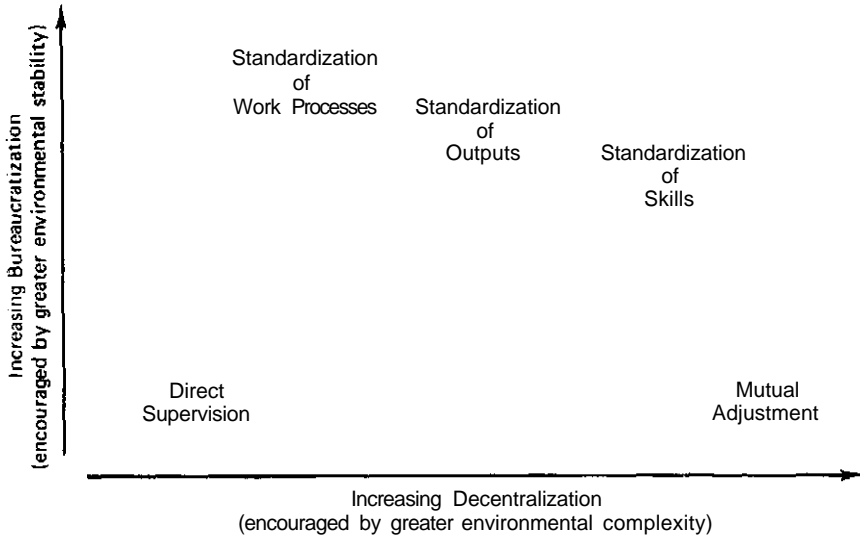 Increasing Bureaucratization
(encouraged by greater environmental stability)
Standardization
of
Work Processes
Standardization
of
Outputs
Standardization
of
Skills
Direct
Supervision
Mutual
Adjustment
Increasing Decentralization
(encouraged by greater environmental complexity)